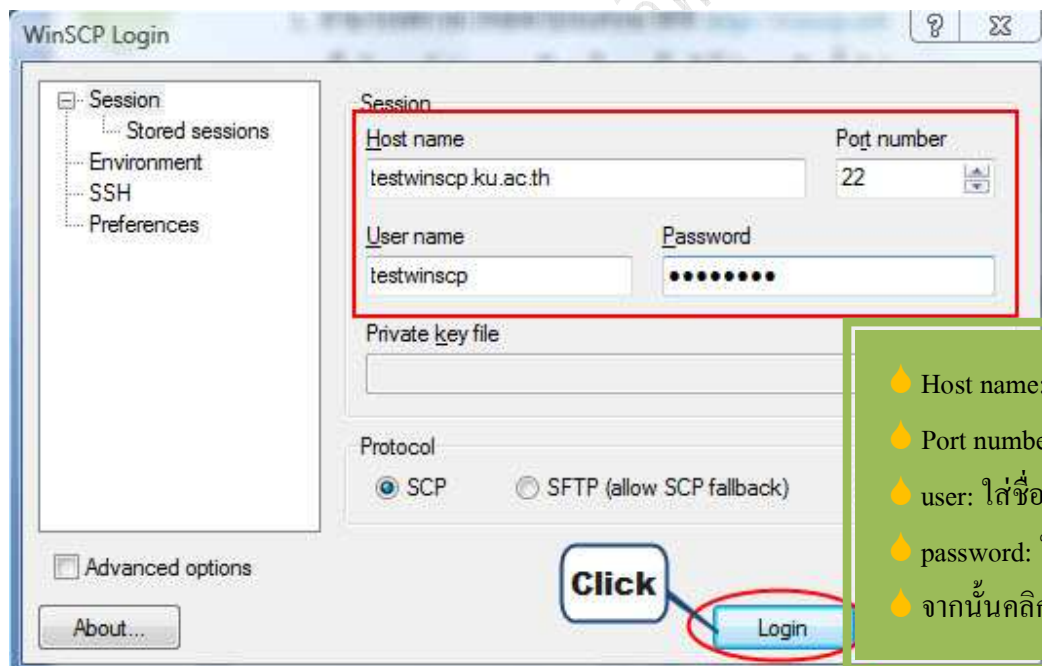 WinSCP Login
Session
Stored sessions
Environment
SSH
Preferences
Session
Host name
Port number
testwinscp.ku.ac.th
22
User name
Password
testwinscp
••••••••
Private key file
Protocol
SCP
SFTP (allow SCP fallback)
Advanced options
About...
Click
Login
Host name:
Port numbe
user: ใส่ชื่อ
password:
จากนั้นคลิก